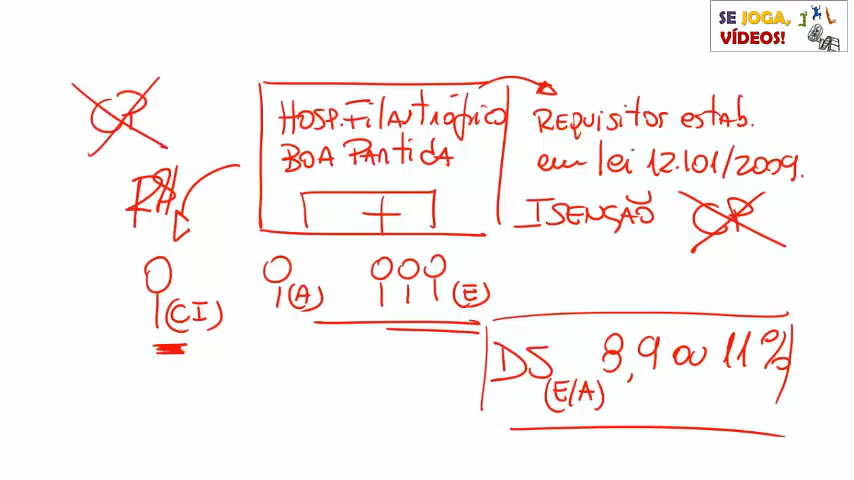 SE JOGA,
VÍDEOS!
CP
HOSP. Filantrópico
BOA PARTIDA
REQUISITOS estab.
em lei 12.101/2009.
ISENÇÃO CP
(CI)
(A)
(E)
DS 8,9 ou 11%
(E/A)